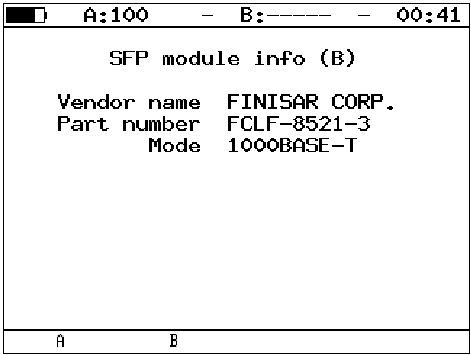 A:100 - B:----- - 00:41
SFP module info (B)
Vendor name FINISAR CORP.
Part number FCLF-8521-3
Mode 1000BASE-T
A B